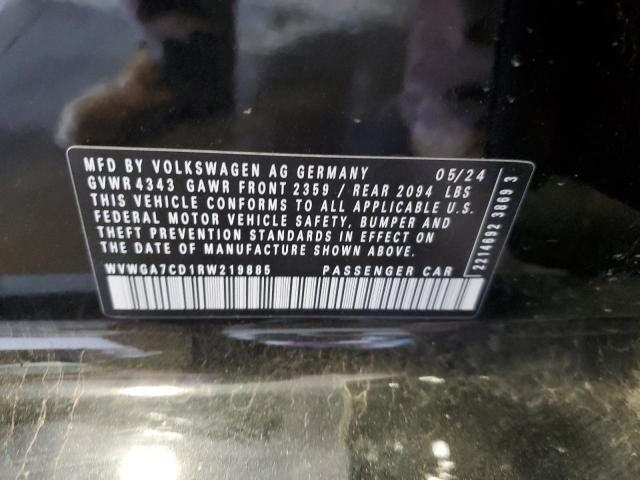 MFD BY VOLKSWAGEN AG GERMANY 05/24
GVWR 4343 GAWR FRONT 2359 / REAR 2094 LBS
THIS VEHICLE CONFORMS TO ALL APPLICABLE U.S.
FEDERAL MOTOR VEHICLE SAFETY, BUMPER AND
THEFT PREVENTION STANDARDS IN EFFECT ON
THE DATE OF MANUFACTURE SHOWN ABOVE.
WVWGA7CD1RW219885 PASSENGER CAR
2214692 3869 3